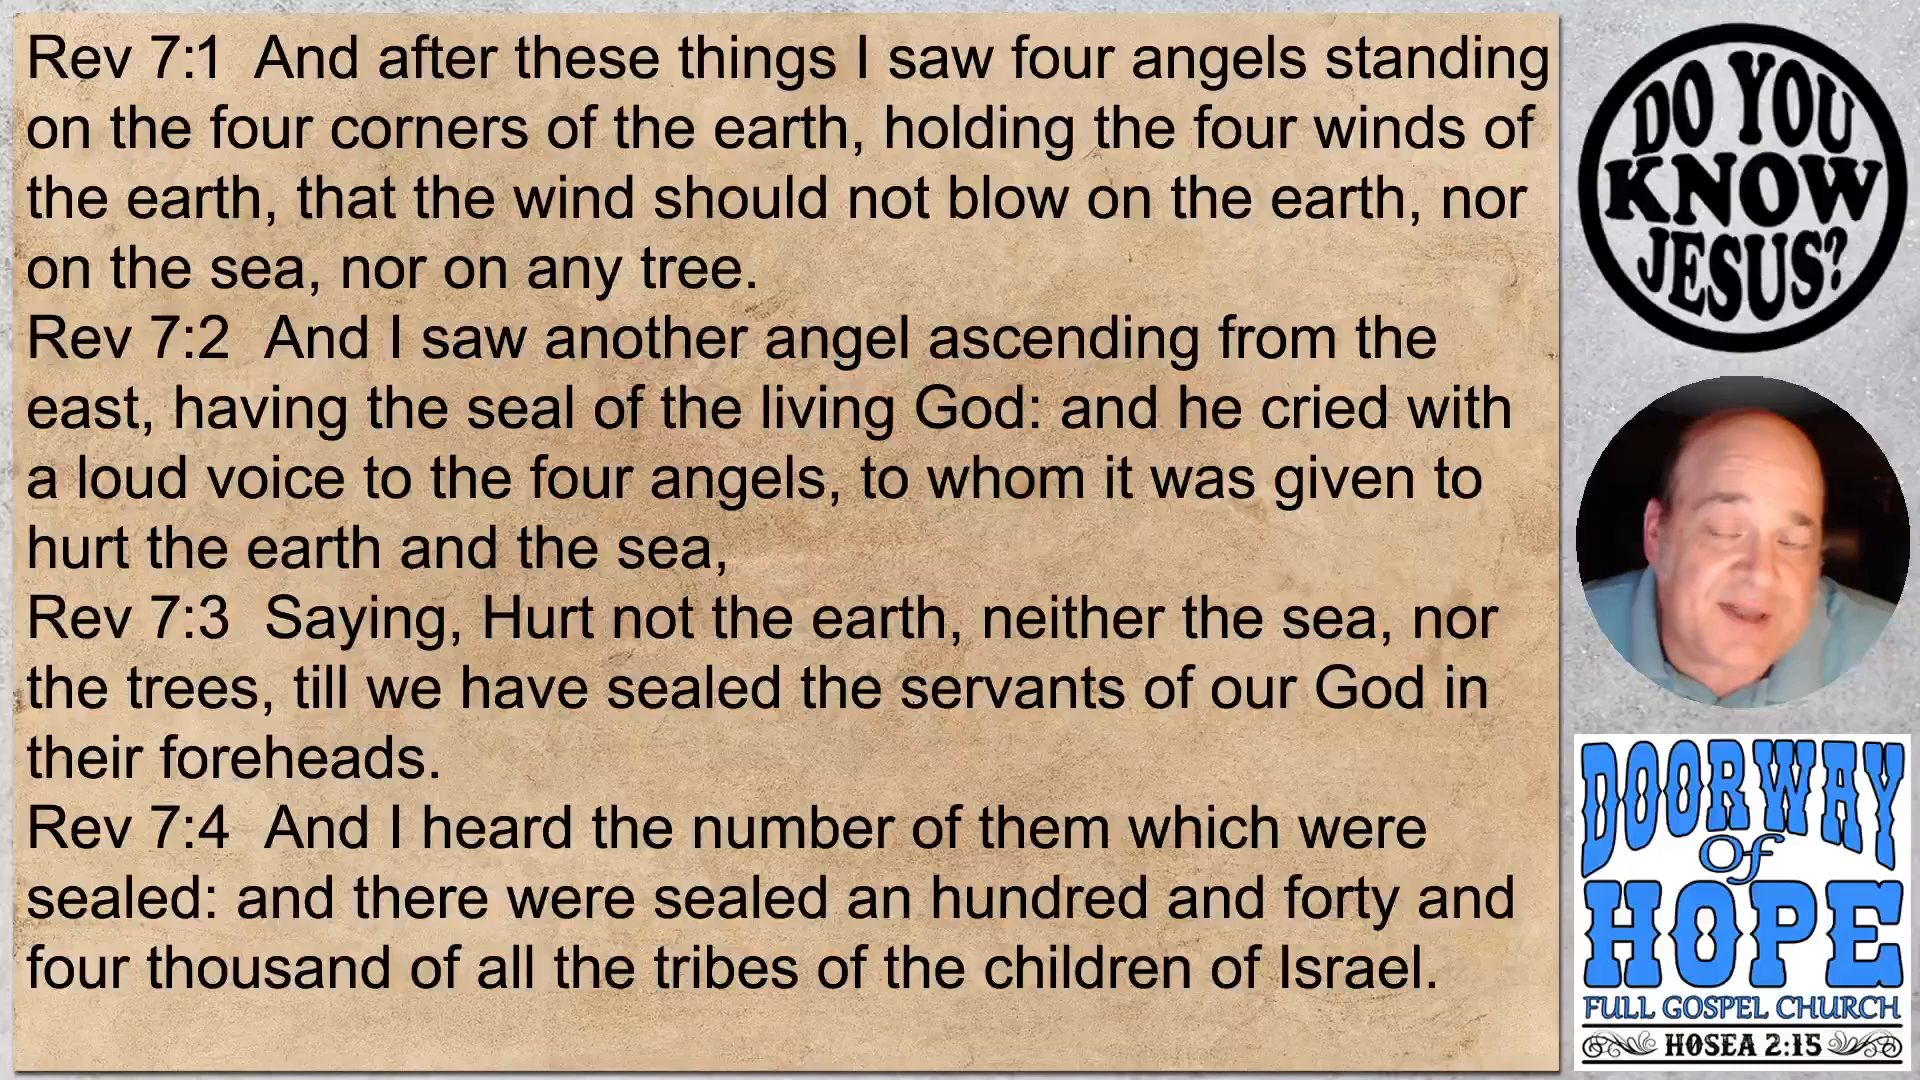 Rev 7:1  And after these things I saw four angels standing
on the four corners of the earth, holding the four winds of
the earth, that the wind should not blow on the earth, nor
on the sea, nor on any tree.
Rev 7:2  And I saw another angel ascending from the
east, having the seal of the living God: and he cried with
a loud voice to the four angels, to whom it was given to
hurt the earth and the sea,
Rev 7:3  Saying, Hurt not the earth, neither the sea, nor
the trees, till we have sealed the servants of our God in
their foreheads.
Rev 7:4  And I heard the number of them which were
sealed: and there were sealed an hundred and forty and
four thousand of all the tribes of the children of Israel.
DO YOU
KNOW
JESUS?
DOORWAY
Of
HOPE
FULL GOSPEL CHURCH
HOSEA 2:15